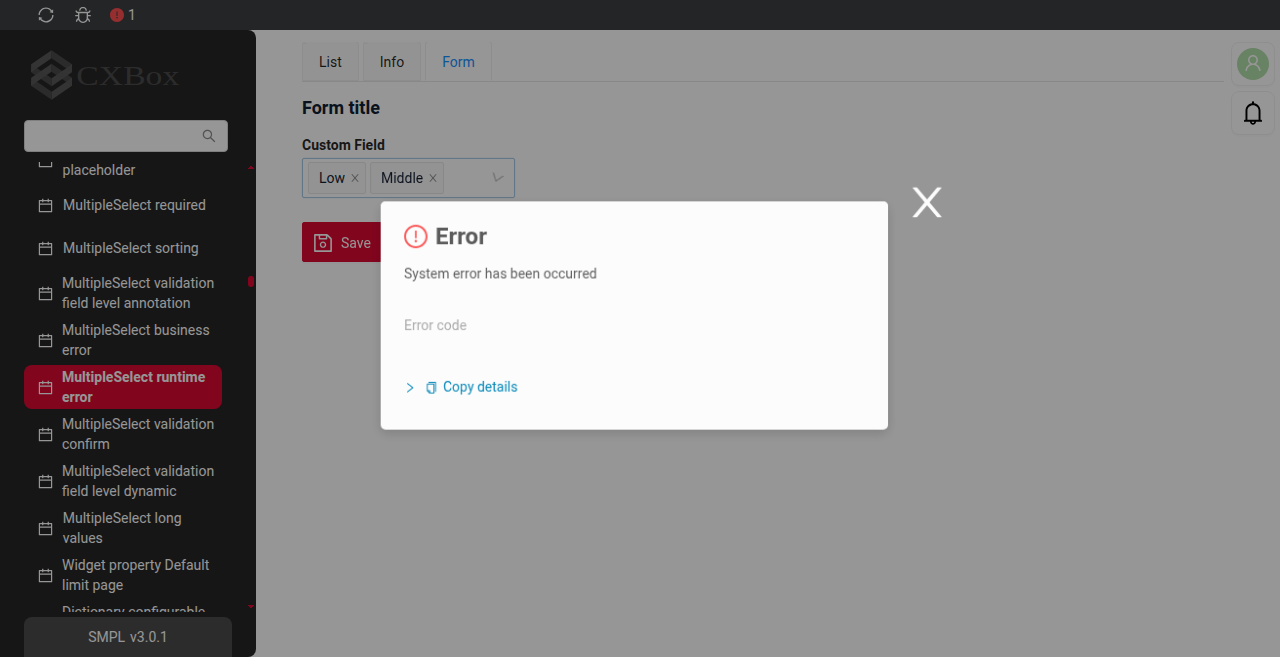 1
CXBox
List
Info
Form
Form title
Custom Field
Low
Middle
Save
placeholder
MultipleSelect required
MultipleSelect sorting
MultipleSelect validation
field level annotation
MultipleSelect business
error
MultipleSelect runtime
error
MultipleSelect validation
confirm
MultipleSelect validation
field level dynamic
MultipleSelect long
values
Widget property Default
limit page
Dictionary configurable
SMPL v3.0.1
Error
System error has been occurred
Error code
Copy details